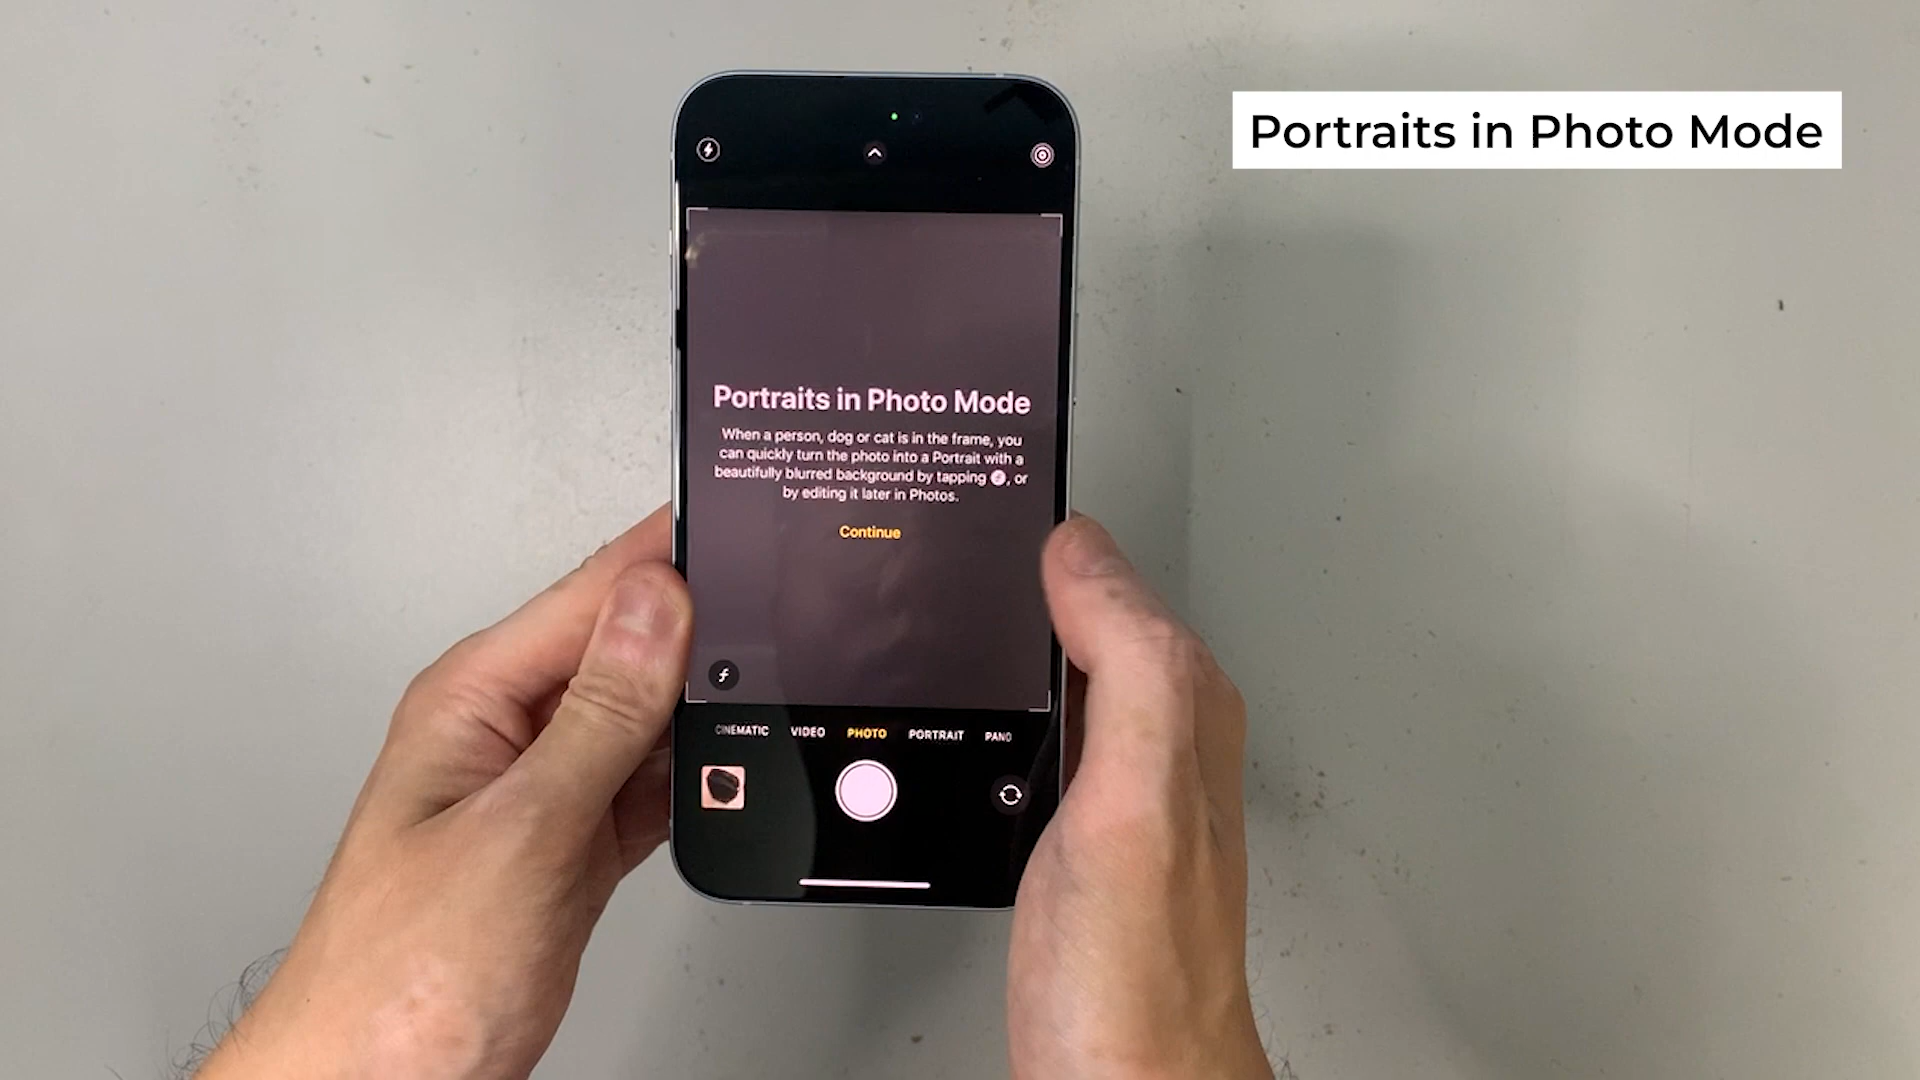 Portraits in Photo Mode
Portraits in Photo Mode
When a person, dog or cat is in the frame, you
can quickly turn the photo into a Portrait with a
beautifully blurred background by tapping ƒ, or
by editing it later in Photos.
Continue
ƒ
CINEMATIC VIDEO PHOTO PORTRAIT PANO